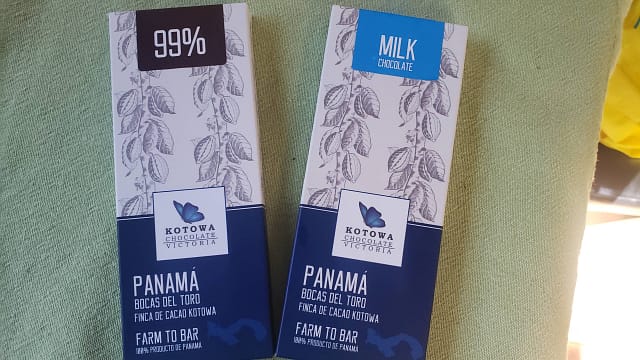 99%
KOTOWA
CHOCOLATE
VICTORIA
PANAMÁ
BOCAS DEL TORO
FINCA DE CACAO KOTOWA
FARM TO BAR
100% PRODUCTO DE PANAMÁ
MILK
CHOCOLATE
KOTOWA
CHOCOLATE
VICTORIA
PANAMÁ
BOCAS DEL TORO
FINCA DE CACAO KOTOWA
FARM TO BAR
100% PRODUCTO DE PANAMÁ